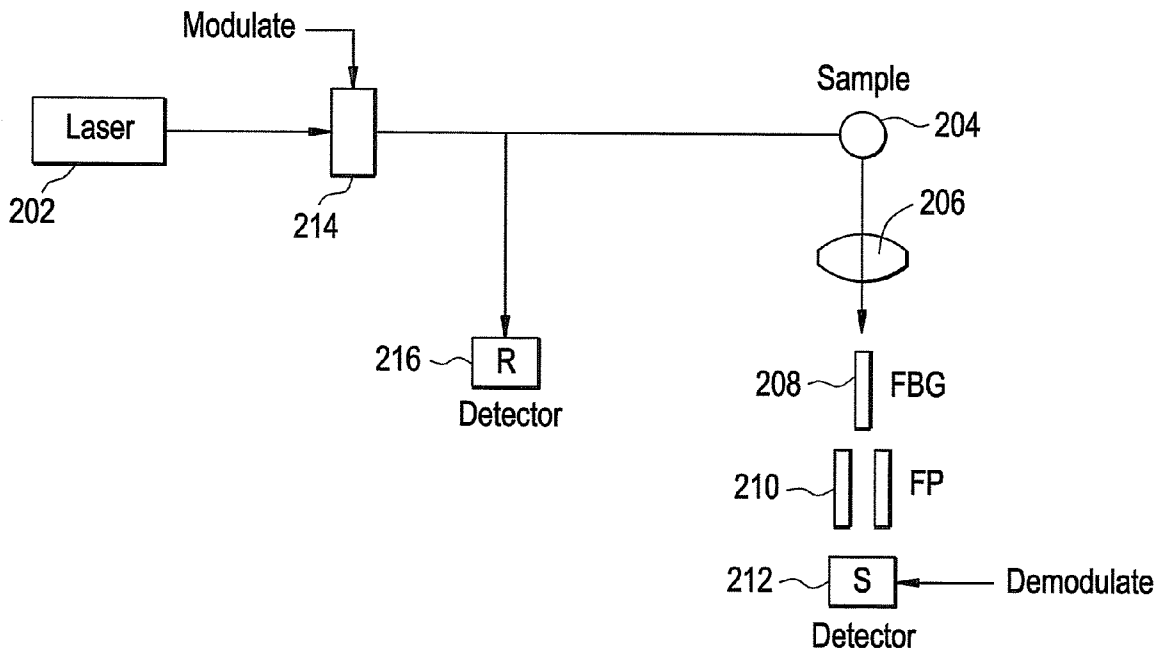 Modulate
Sample
Laser
204
202
214
206
216
R
Detector
208
FBG
210
FP
212
S
Demodulate
Detector